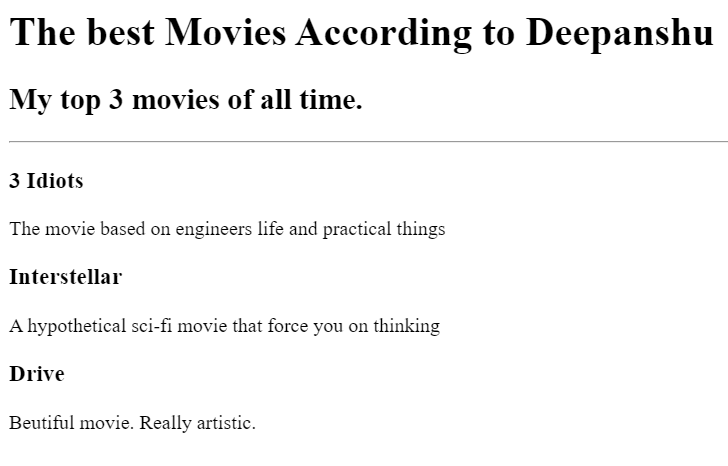 The best Movies According to Deepanshu
My top 3 movies of all time.
3 Idiots
The movie based on engineers life and practical things
Interstellar
A hypothetical sci-fi movie that force you on thinking
Drive
Beutiful movie. Really artistic.